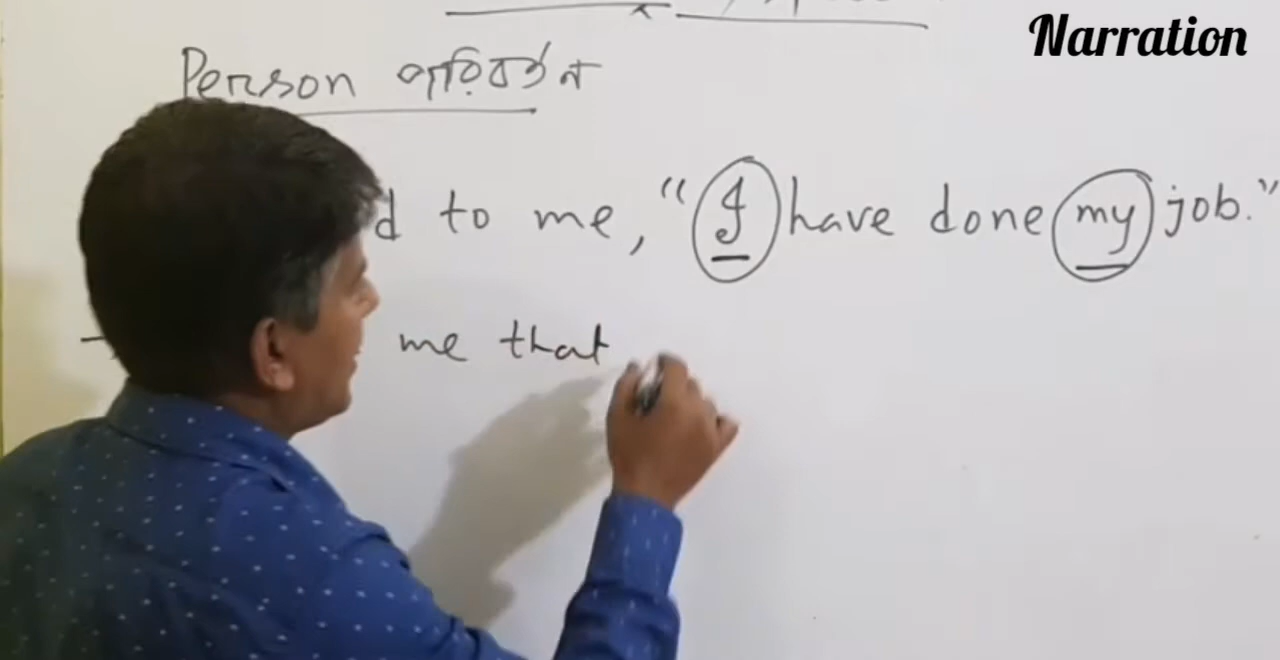 Narration
Person পরিবর্তন
to me, "I have done my job."
me that